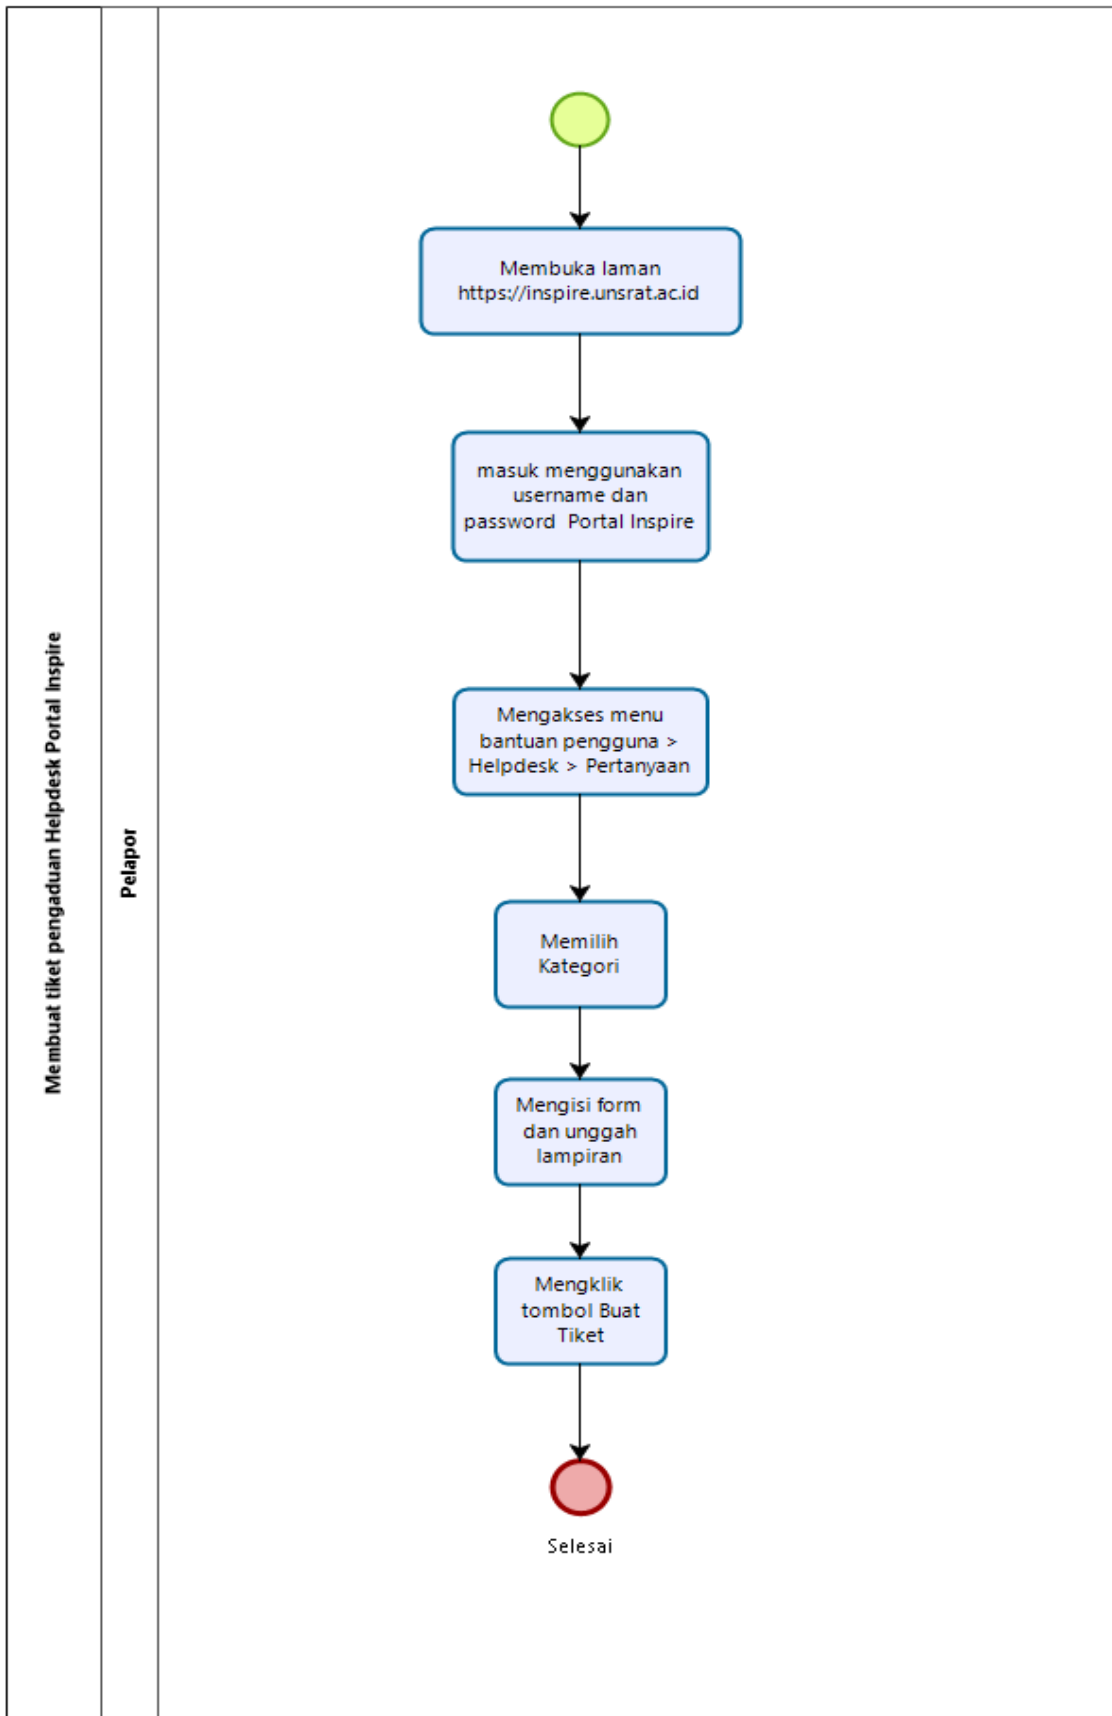 Membuat tiket pengaduan Helpdesk Portal Inspire
Pelapor
Membuka laman
https://inspire.unsrat.ac.id
masuk menggunakan
username dan
password  Portal Inspire
Mengakses menu
bantuan pengguna >
Helpdesk > Pertanyaan
Memilih
Kategori
Mengisi form
dan unggah
lampiran
Mengklik
tombol Buat
Tiket
Selesai